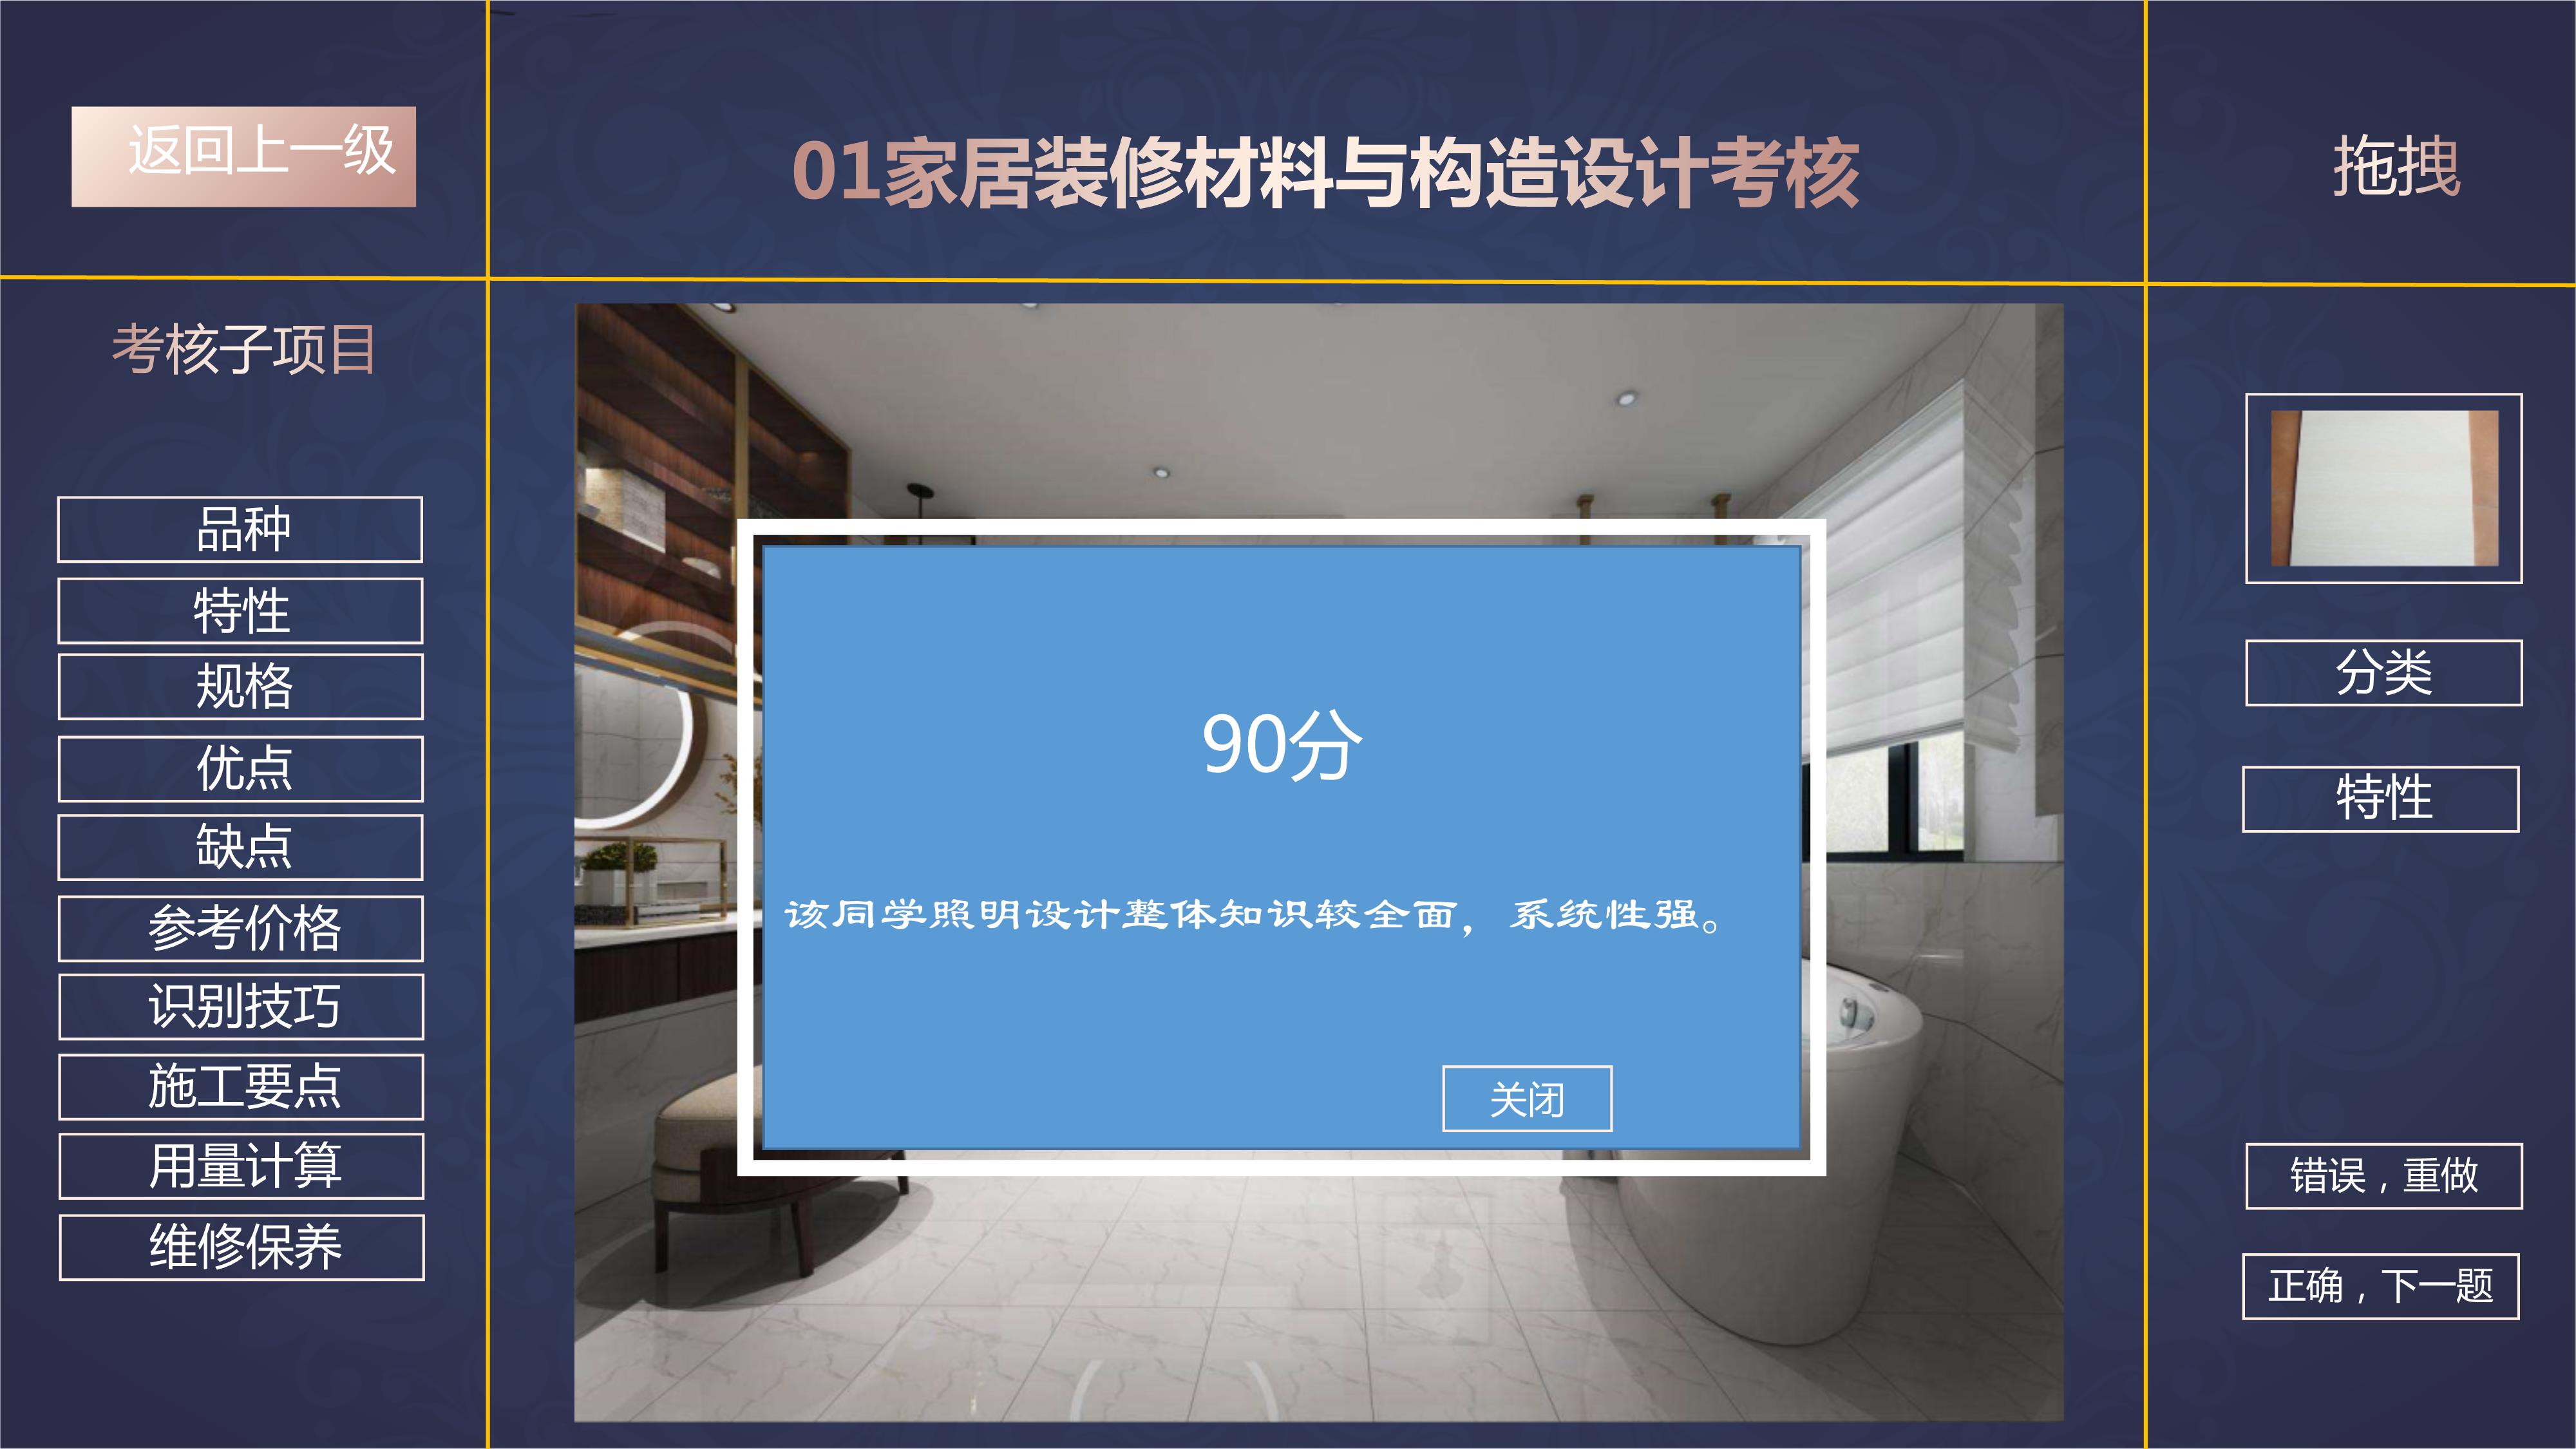 返回上一级
01家居装修材料与构造设计考核
拖拽
考核子项目
品种
特性
规格
优点
缺点
参考价格
识别技巧
施工要点
用量计算
维修保养
90分
该同学照明设计整体知识较全面，系统性强。
关闭
分类
特性
错误，重做
正确，下一题